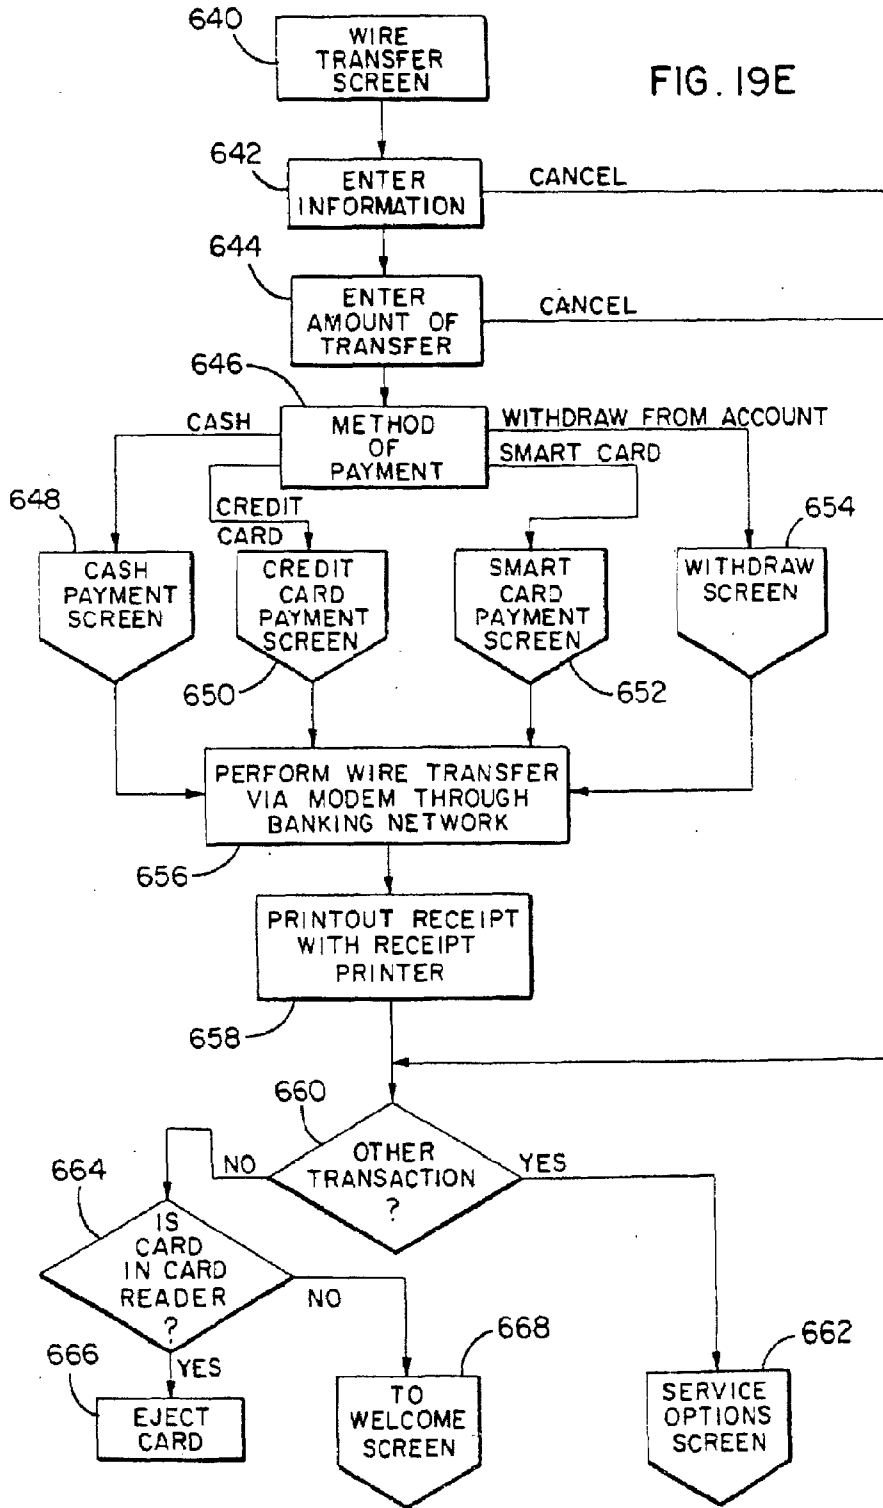 640
WIRE
TRANSFER
SCREEN
FIG. 19E
642
ENTER
INFORMATION
CANCEL
644
ENTER
AMOUNT OF
TRANSFER
CANCEL
646
METHOD
OF
PAYMENT
CASH
WITHDRAW FROM ACCOUNT
SMART CARD
CREDIT
CARD
648
CASH
PAYMENT
SCREEN
CREDIT
CARD
PAYMENT
SCREEN
650
SMART
CARD
PAYMENT
SCREEN
652
654
WITHDRAW
SCREEN
PERFORM WIRE TRANSFER
VIA MODEM THROUGH
BANKING NETWORK
656
PRINTOUT RECEIPT
WITH RECEIPT
PRINTER
658
660
OTHER
TRANSACTION
?
NO
YES
664
IS
CARD
IN CARD
READER
?
NO
YES
666
EJECT
CARD
668
TO
WELCOME
SCREEN
662
SERVICE
OPTIONS
SCREEN